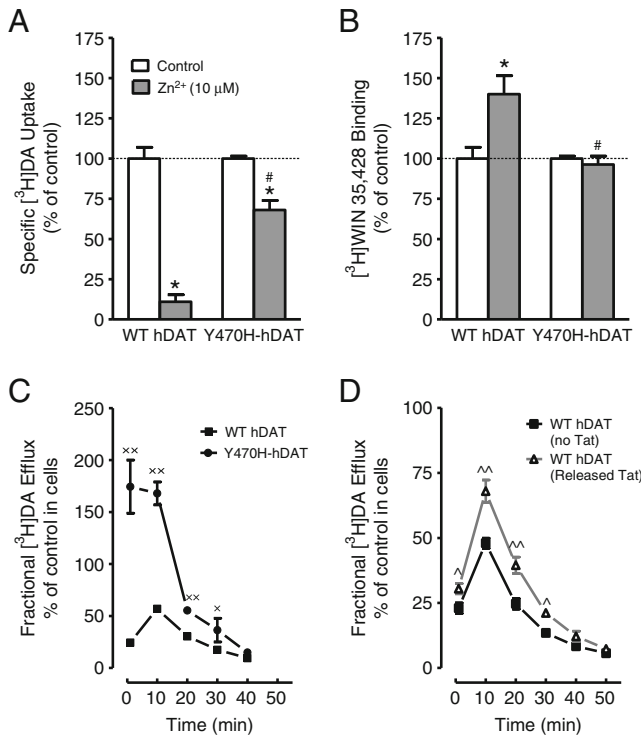 A
Specific [³H]DA Uptake
(% of control)
175
150
125
100
75
50
25
0
Control
Zn²⁺ (10 μM)
*
#
*
WT hDAT
Y470H-hDAT
B
[³H]WIN 35,428 Binding
(% of control)
175
150
125
100
75
50
25
0
*
#
WT hDAT
Y470H-hDAT
C
Fractional [³H]DA Efflux
% of control in cells
250
200
150
100
50
0
WT hDAT
Y470H-hDAT
××
××
××
×
0 10 20 30 40 50
Time (min)
D
Fractional [³H]DA Efflux
% of control in cells
100
75
50
25
0
WT hDAT
(no Tat)
WT hDAT
(Released Tat)
^
^^
^^
^
0 10 20 30 40 50
Time (min)